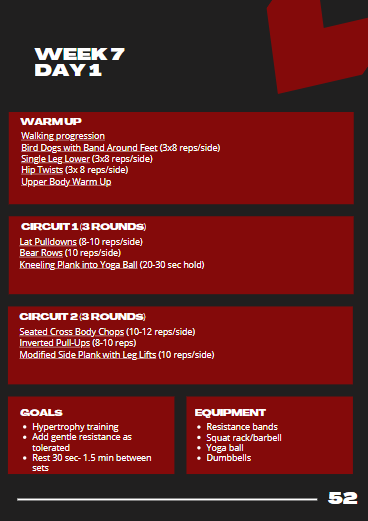 WEEK 7
DAY 1
WARM UP
Walking progression
Bird Dogs with Band Around Feet (3x8 reps/side)
Single Leg Lower (3x8 reps/side)
Hip Twists (3x 8 reps/side)
Upper Body Warm Up
CIRCUIT 1 (3 ROUNDS)
Lat Pulldowns (8-10 reps/side)
Bear Rows (10 reps/side)
Kneeling Plank into Yoga Ball (20-30 sec hold)
CIRCUIT 2 (3 ROUNDS)
Seated Cross Body Chops (10-12 reps/side)
Inverted Pull-Ups (8-10 reps)
Modified Side Plank with Leg Lifts (10 reps/side)
GOALS
• Hypertrophy training
• Add gentle resistance as
tolerated
• Rest 30 sec- 1.5 min between
sets
EQUIPMENT
• Resistance bands
• Squat rack/barbell
• Yoga ball
• Dumbbells
52